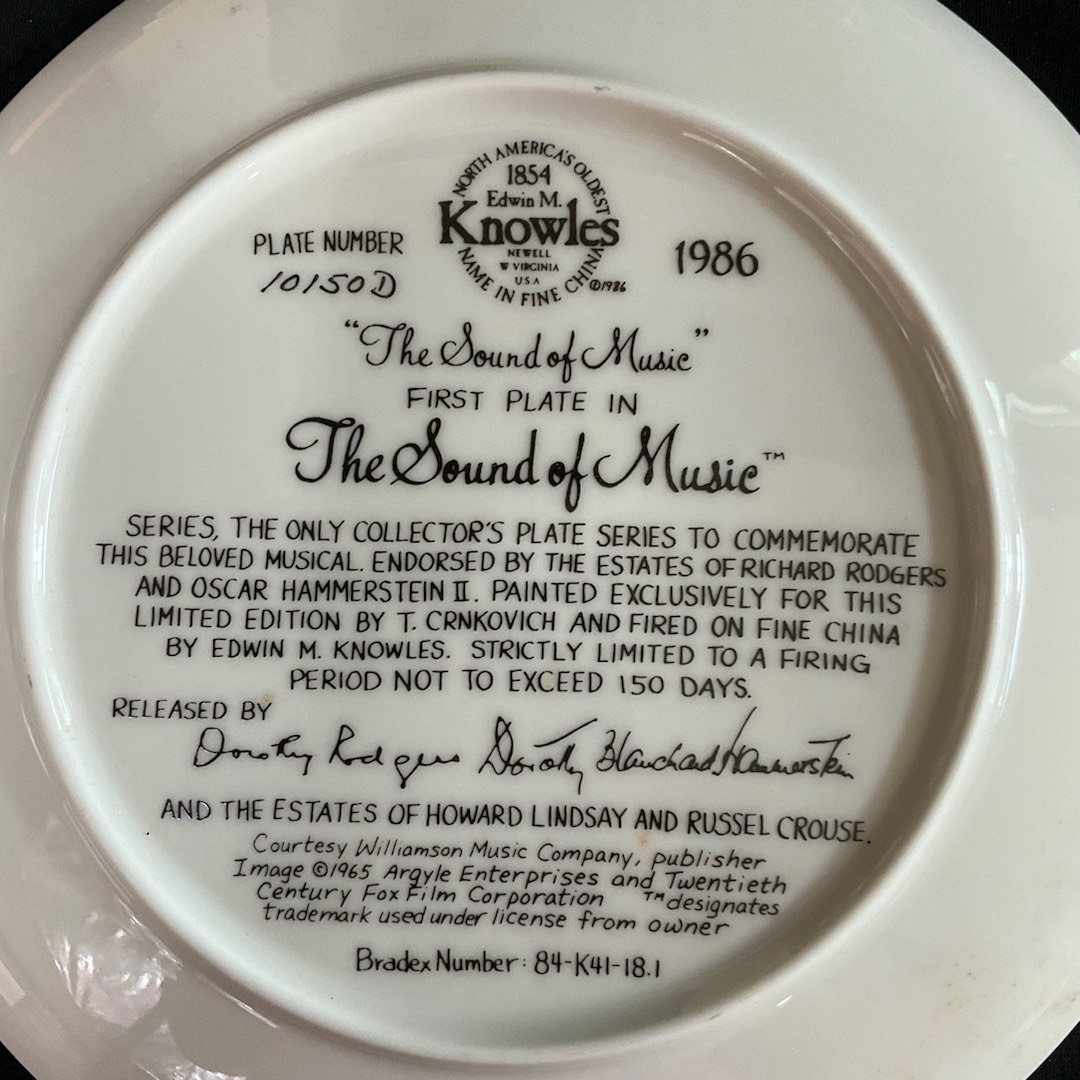 NORTH AMERICA'S OLDEST
1854
Edwin M.
Knowles
NEWELL
W VIRGINIA
USA
NAME IN FINE CHINA
©1986
PLATE NUMBER
10150D
1986
"The Sound of Music"
FIRST PLATE IN
The Sound of Music™
SERIES, THE ONLY COLLECTOR'S PLATE SERIES TO COMMEMORATE
THIS BELOVED MUSICAL. ENDORSED BY THE ESTATES OF RICHARD RODGERS
AND OSCAR HAMMERSTEIN II. PAINTED EXCLUSIVELY FOR THIS
LIMITED EDITION BY T. CRNKOVICH AND FIRED ON FINE CHINA
BY EDWIN M. KNOWLES. STRICTLY LIMITED TO A FIRING
PERIOD NOT TO EXCEED 150 DAYS.
RELEASED BY
Dorothy Rodgers Dorothy Blanchard Hammerstein
AND THE ESTATES OF HOWARD LINDSAY AND RUSSEL CROUSE.
Courtesy Williamson Music Company, publisher
Image ©1965 Argyle Enterprises and Twentieth
Century Fox Film Corporation ™ designates
trademark used under license from owner
Bradex Number: 84-K41-18.1